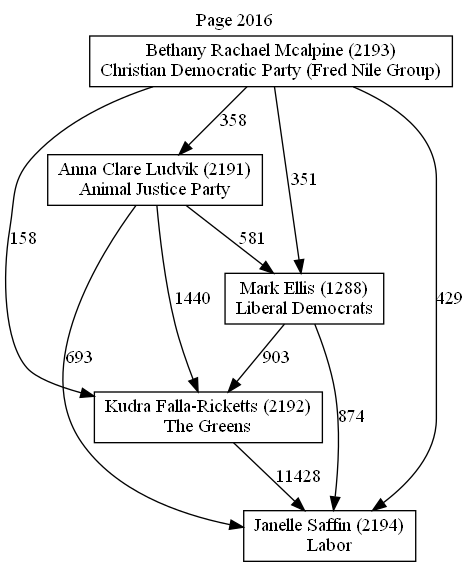 Page 2016
Bethany Rachael Mcalpine (2193)
Christian Democratic Party (Fred Nile Group)
358
Anna Clare Ludvik (2191)
Animal Justice Party
351
158
581
Mark Ellis (1288)
Liberal Democrats
1440
429
693
903
874
Kudra Falla-Ricketts (2192)
The Greens
11428
Janelle Saffin (2194)
Labor